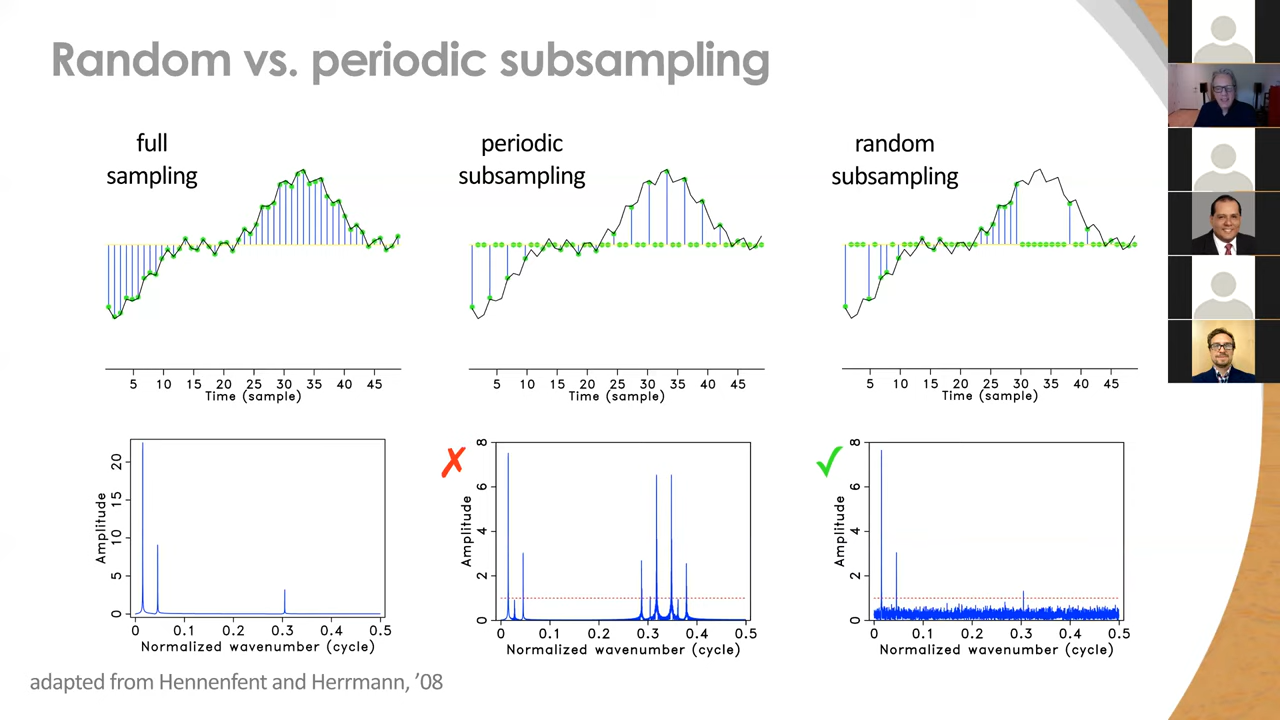 Random vs. periodic subsampling
full
sampling
periodic
subsampling
random
subsampling
5 10 15 20 25 30 35 40 45
Time (sample)
5 10 15 20 25 30 35 40 45
Time (sample)
5 10 15 20 25 30 35 40 45
Time (sample)
20
15
10
5
0
Amplitude
0 0.1 0.2 0.3 0.4 0.5
Normalized wavenumber (cycle)
✗
8
6
4
2
0
Amplitude
0 0.1 0.2 0.3 0.4 0.5
Normalized wavenumber (cycle)
✓
8
6
4
2
0
Amplitude
0 0.1 0.2 0.3 0.4 0.5
Normalized wavenumber (cycle)
adapted from Hennenfent and Herrmann, ’08